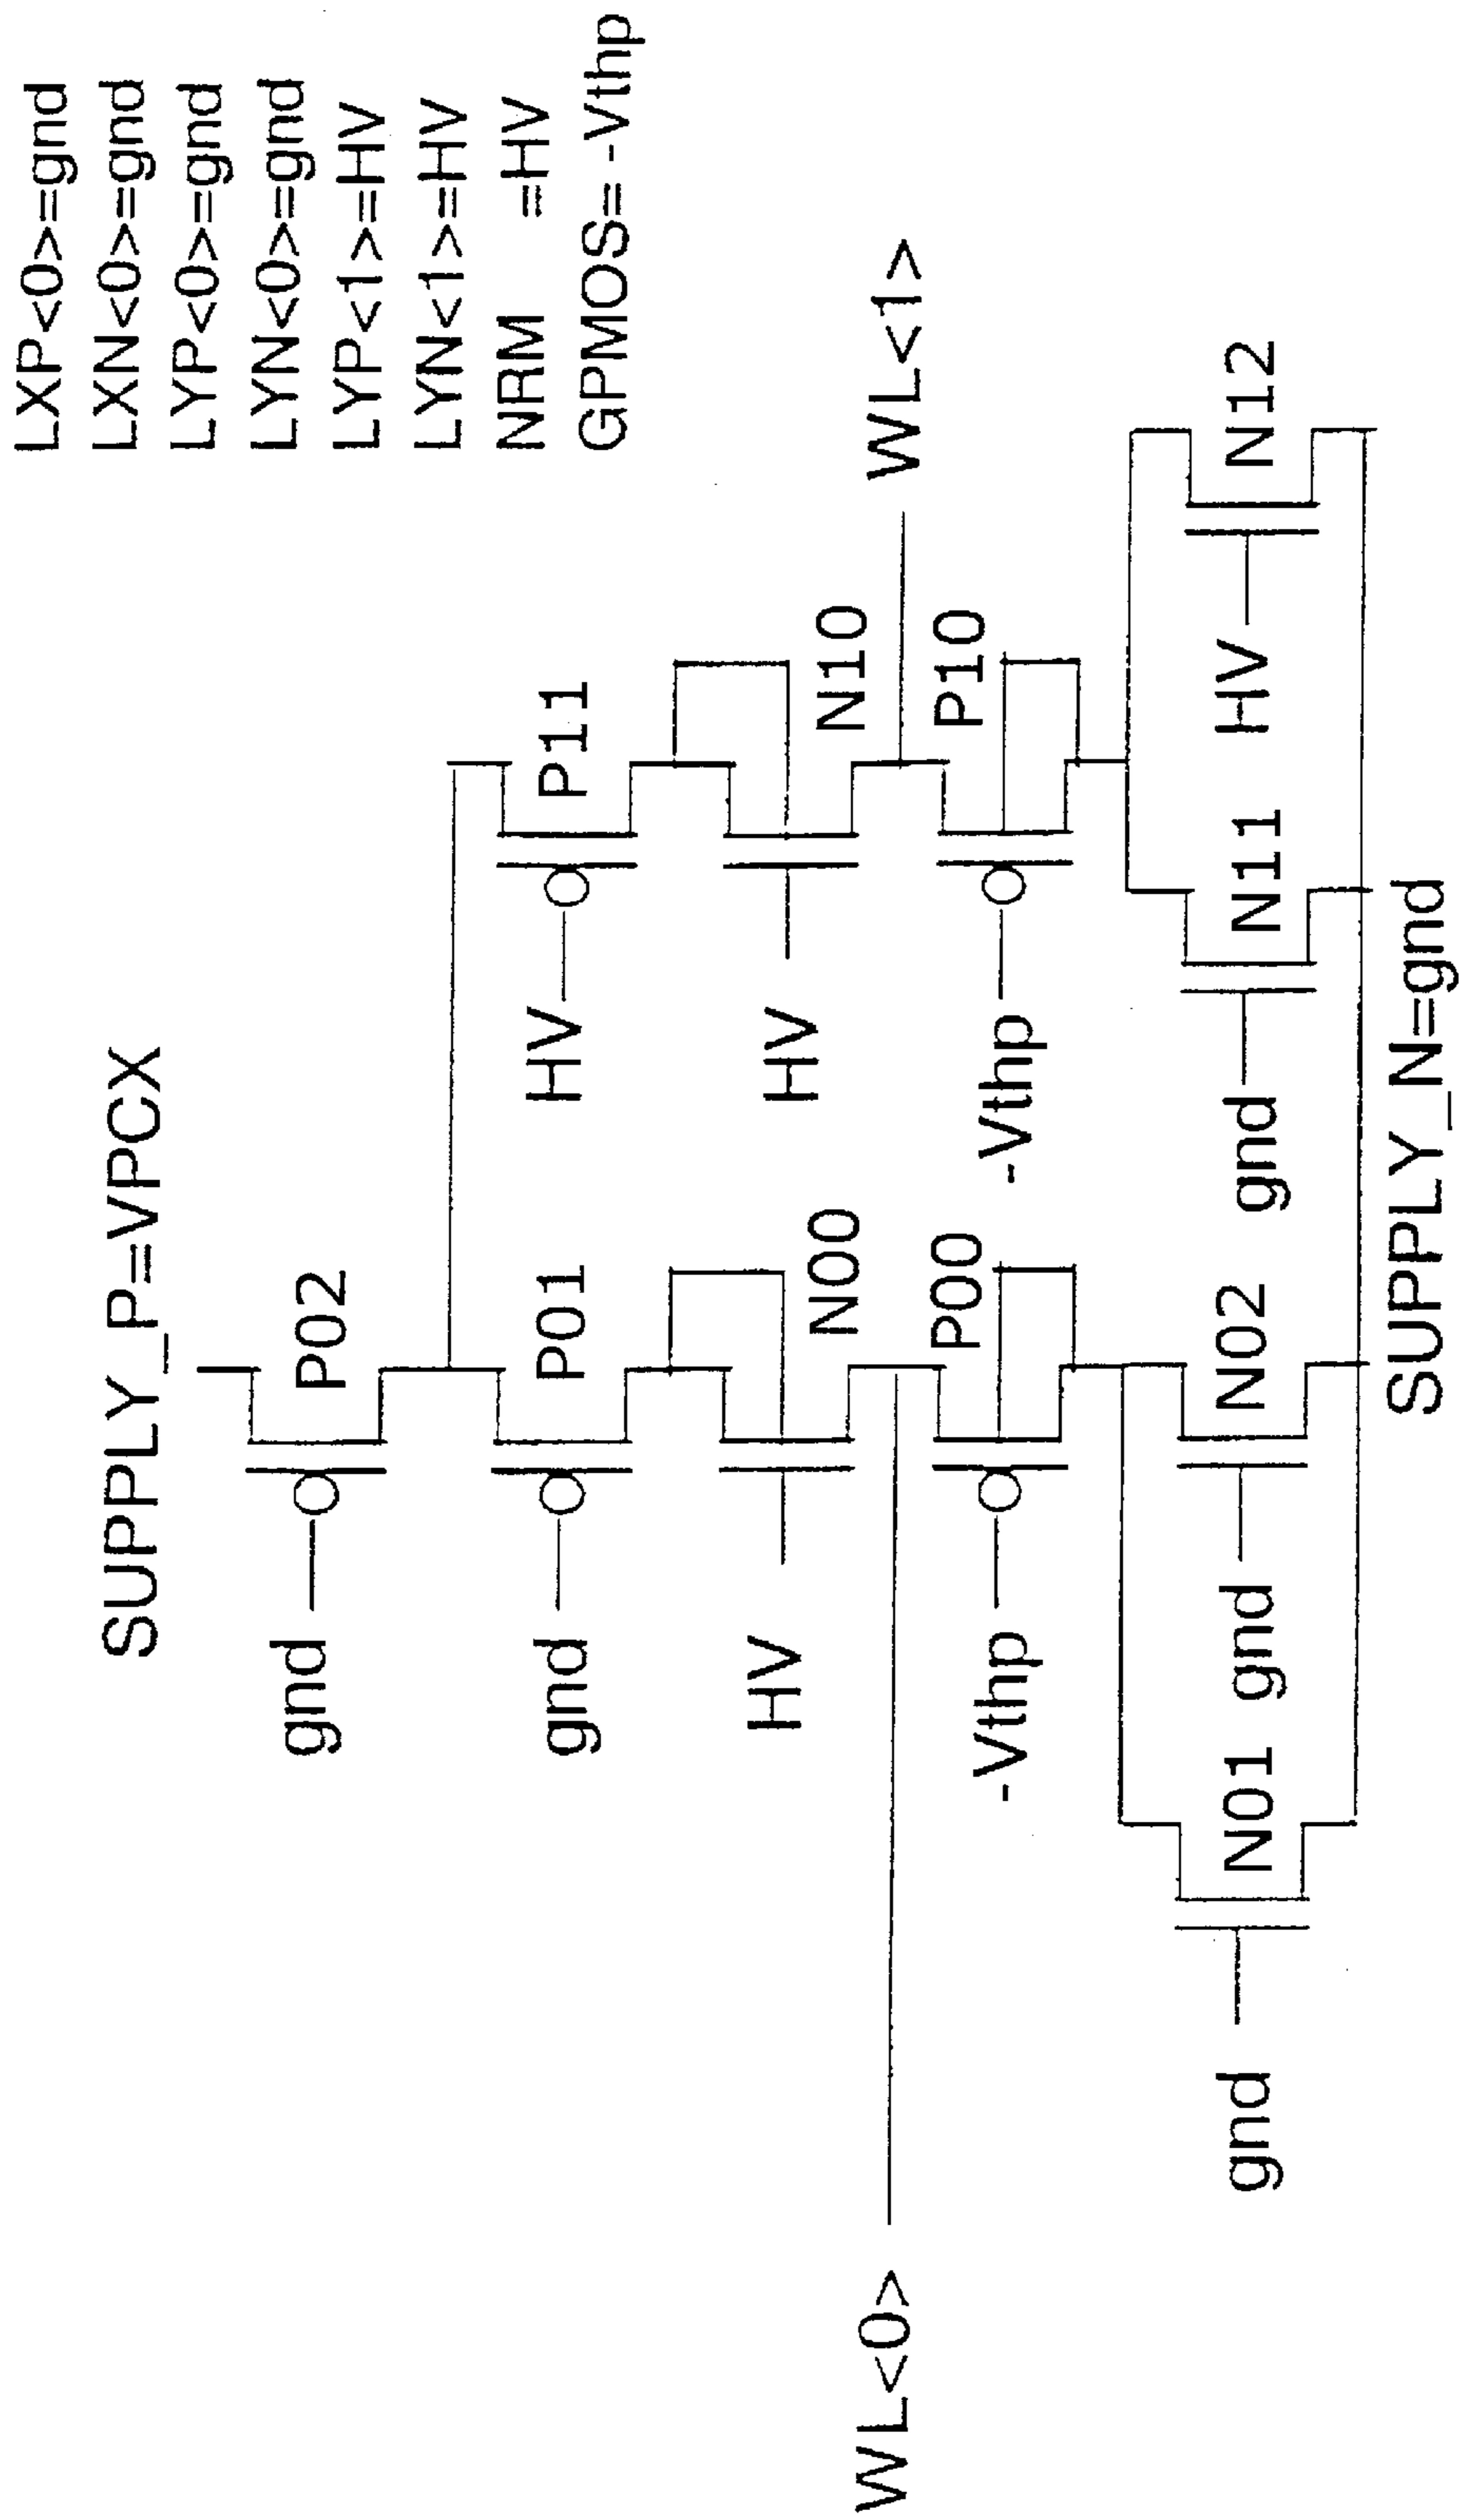 LXP<0>=gnd
LXN<0>=gnd
LYP<0>=gnd
LYN<0>=gnd
LYP<1>=HV
LYN<1>=HV
NRM =HV
GPMOS=-Vthp
SUPPLY_P=VPCX
gnd P02
gnd P01
HV P11
HV N00
HV N10
WL<0>
WL<1>
-Vthp P00
-Vthp P10
gnd N01
gnd N02
gnd N11
HV N12
SUPPLY_N=gnd